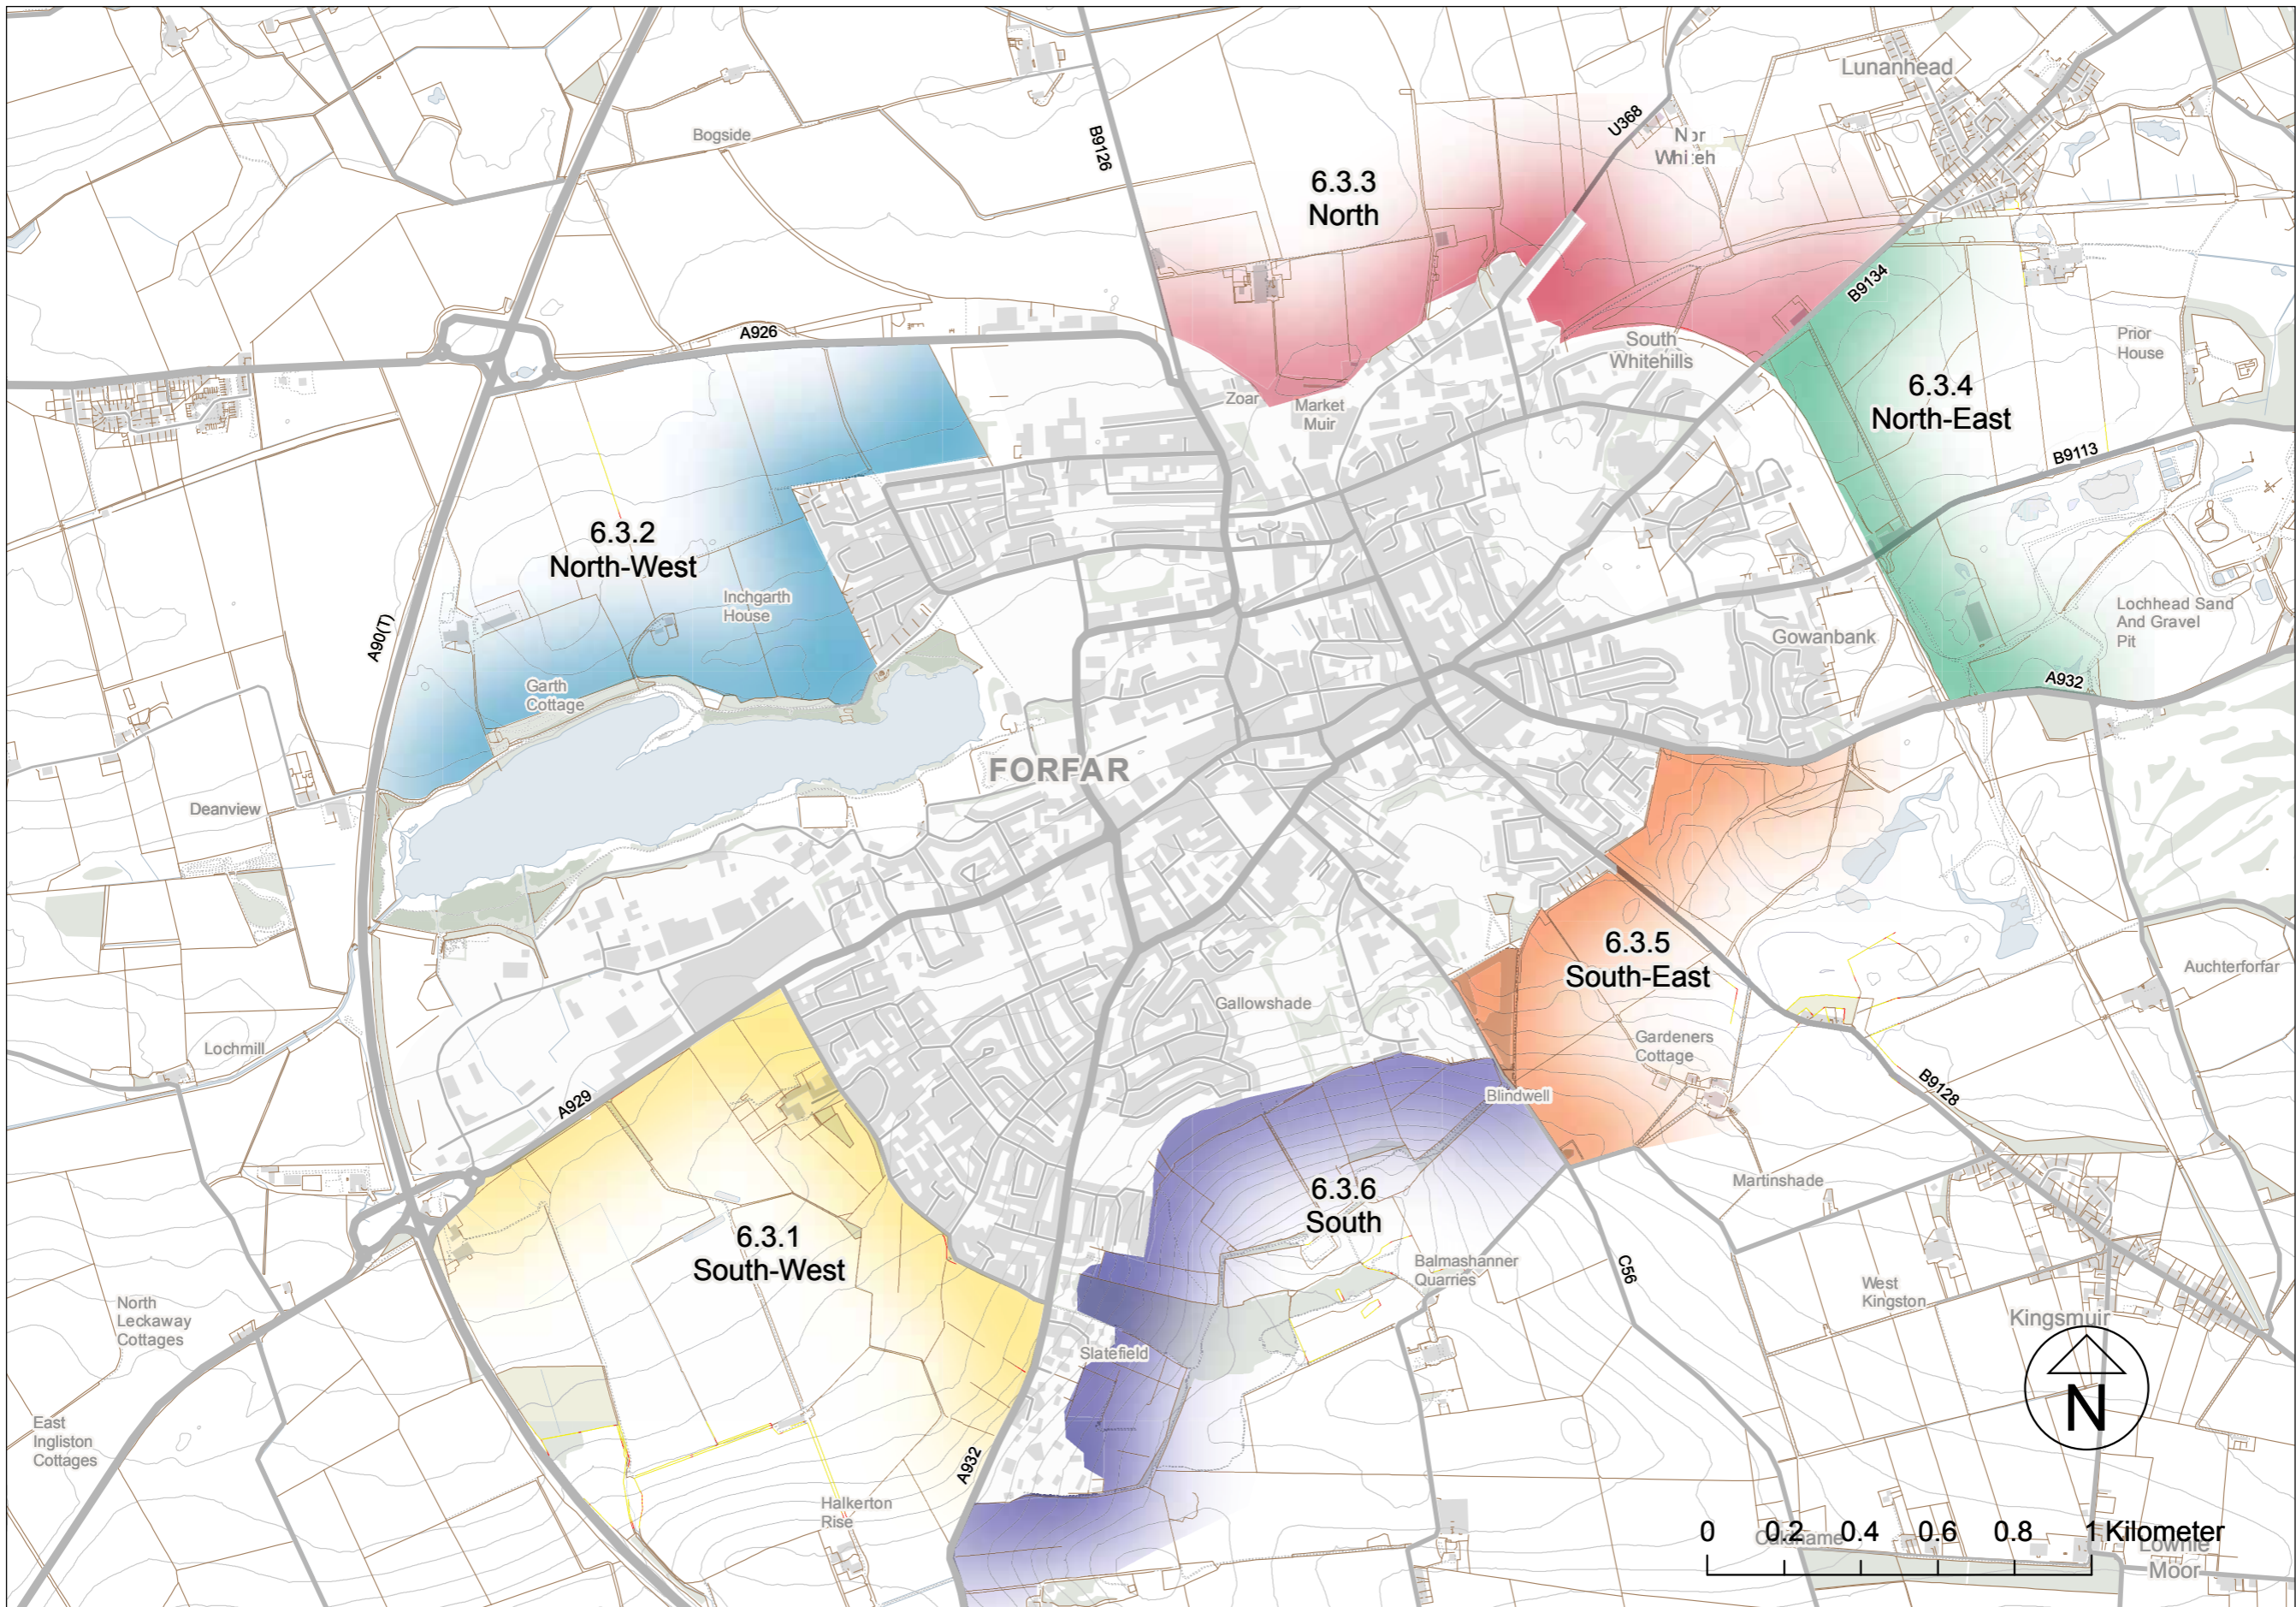 Lunanhead
U368
Nor
Whiteh
Bogside
B9126
6.3.3
North
B9134
A926
South
Whitehills
Prior
House
6.3.4
North-East
Zoar
Market
Muir
B9113
6.3.2
North-West
Inchgarth
House
A90(T)
Lochhead Sand
And Gravel
Pit
Gowanbank
Garth
Cottage
A932
FORFAR
Deanview
6.3.5
South-East
Auchterforfar
Gallowshade
Lochmill
Gardeners
Cottage
A929
Blindwell
B9128
6.3.6
South
Martinshade
6.3.1
South-West
Balmashanner
Quarries
C56
West
Kingston
North
Leckaway
Cottages
Kingsmuir
Slatefield
N
East
Ingliston
Cottages
A932
Halkerton
Rise
0 0.2 0.4 0.6 0.8 1 Kilometer
Lownie
Moor